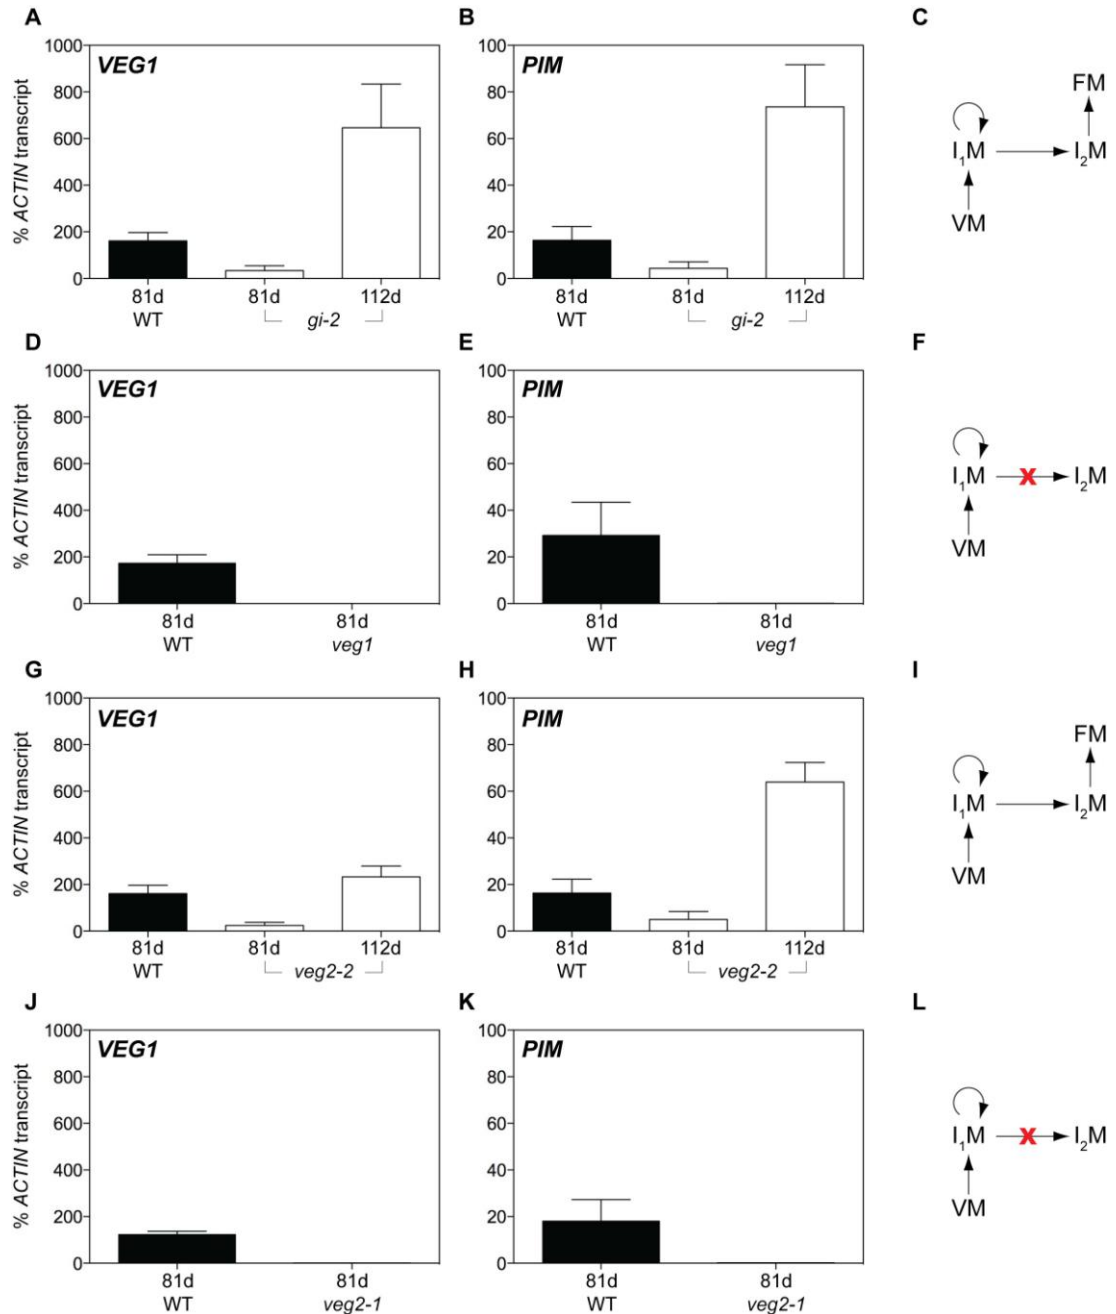 A
VEG1
% ACTIN transcript
1000
800
600
400
200
0
81d 81d 112d
WT gi-2
B
PIM
100
80
60
40
20
0
81d 81d 112d
WT gi-2
C
FM
I₁M I₂M
VM
D
VEG1
% ACTIN transcript
1000
800
600
400
200
0
81d 81d
WT veg1
E
PIM
100
80
60
40
20
0
81d 81d
WT veg1
F
I₁M X I₂M
VM
G
VEG1
% ACTIN transcript
1000
800
600
400
200
0
81d 81d 112d
WT veg2-2
H
PIM
100
80
60
40
20
0
81d 81d 112d
WT veg2-2
I
FM
I₁M I₂M
VM
J
VEG1
% ACTIN transcript
1000
800
600
400
200
0
81d 81d
WT veg2-1
K
PIM
100
80
60
40
20
0
81d 81d
WT veg2-1
L
I₁M X I₂M
VM